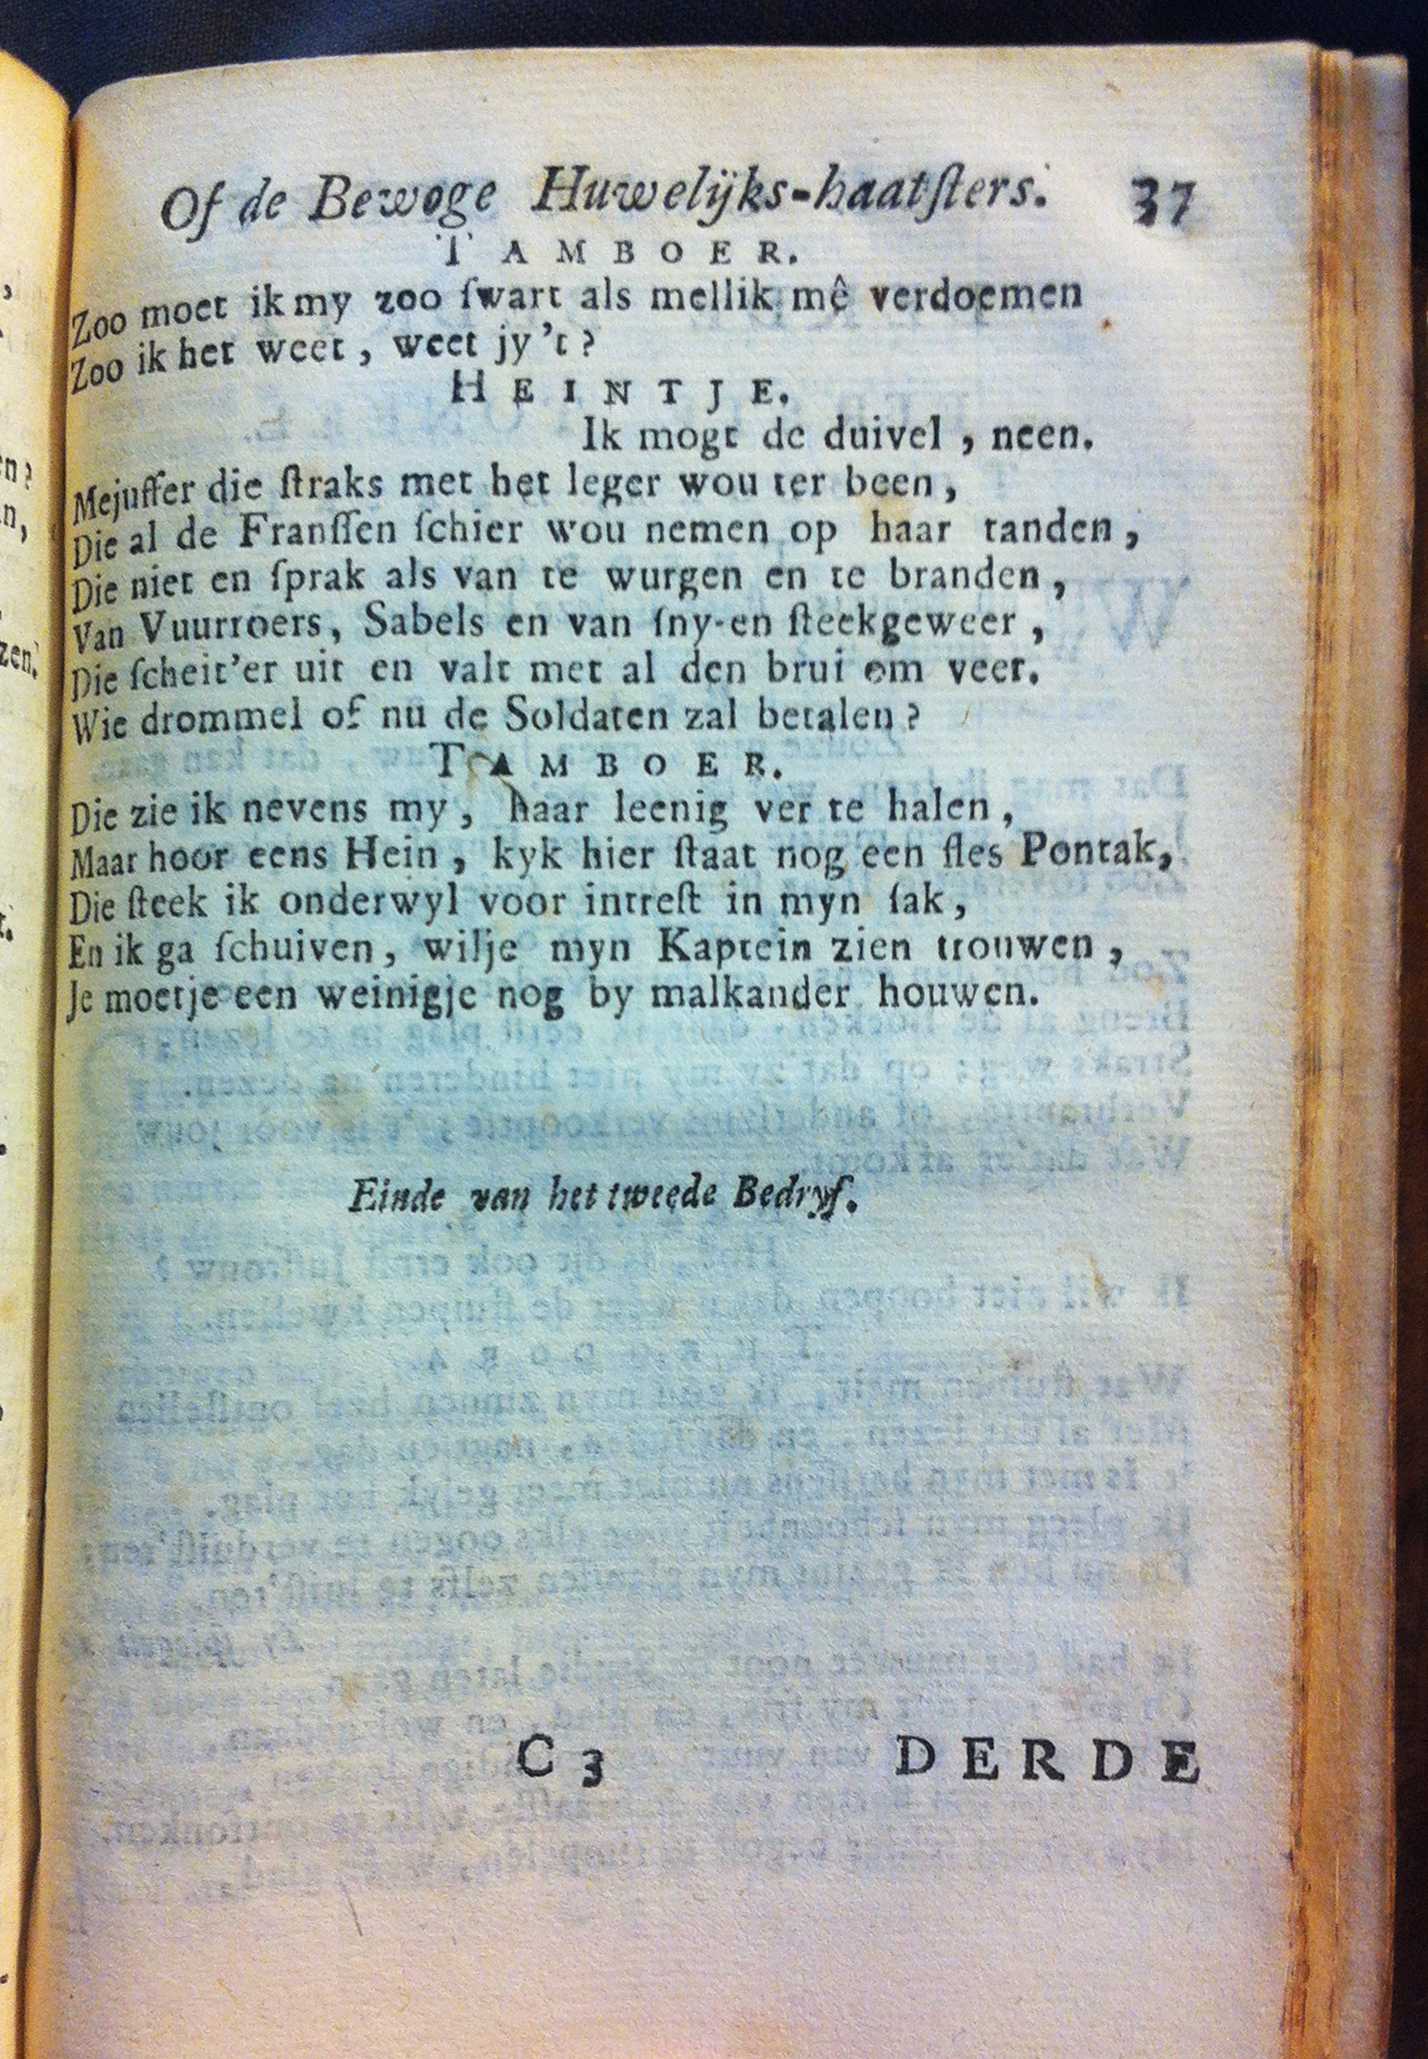 Of de Bewoge Huwelijks-haatſters. 37
TAMBOER.
Zoo moet ik my zoo ſwart als mellik mê verdoemen
Zoo ik het weet, weet jy 't?
HEINTJE.
Ik mogt de duivel, neen.
Mejuffer die ſtraks met het leger wou ter been,
Die al de Franſſen ſchier wou nemen op haar tanden,
Die niet en ſprak als van te wurgen en te branden,
Van Vuurroers, Sabels en van ſny-en ſteekgeweer,
Die ſcheit'er uit en valt met al den brui om veer.
Wie drommel of nu de Soldaten zal betalen?
TAMBOER.
Die zie ik nevens my, haar leenig ver te halen,
Maar hoor eens Hein, kyk hier ſtaat nog een fles Pontak,
Die ſteek ik onderwyl voor intreſt in myn ſak,
En ik ga ſchuiven, wilje myn Kaptein zien trouwen,
Je moetje een weinigje nog by malkander houwen.
Einde van het tweede Bedryf.
C 3 DERDE